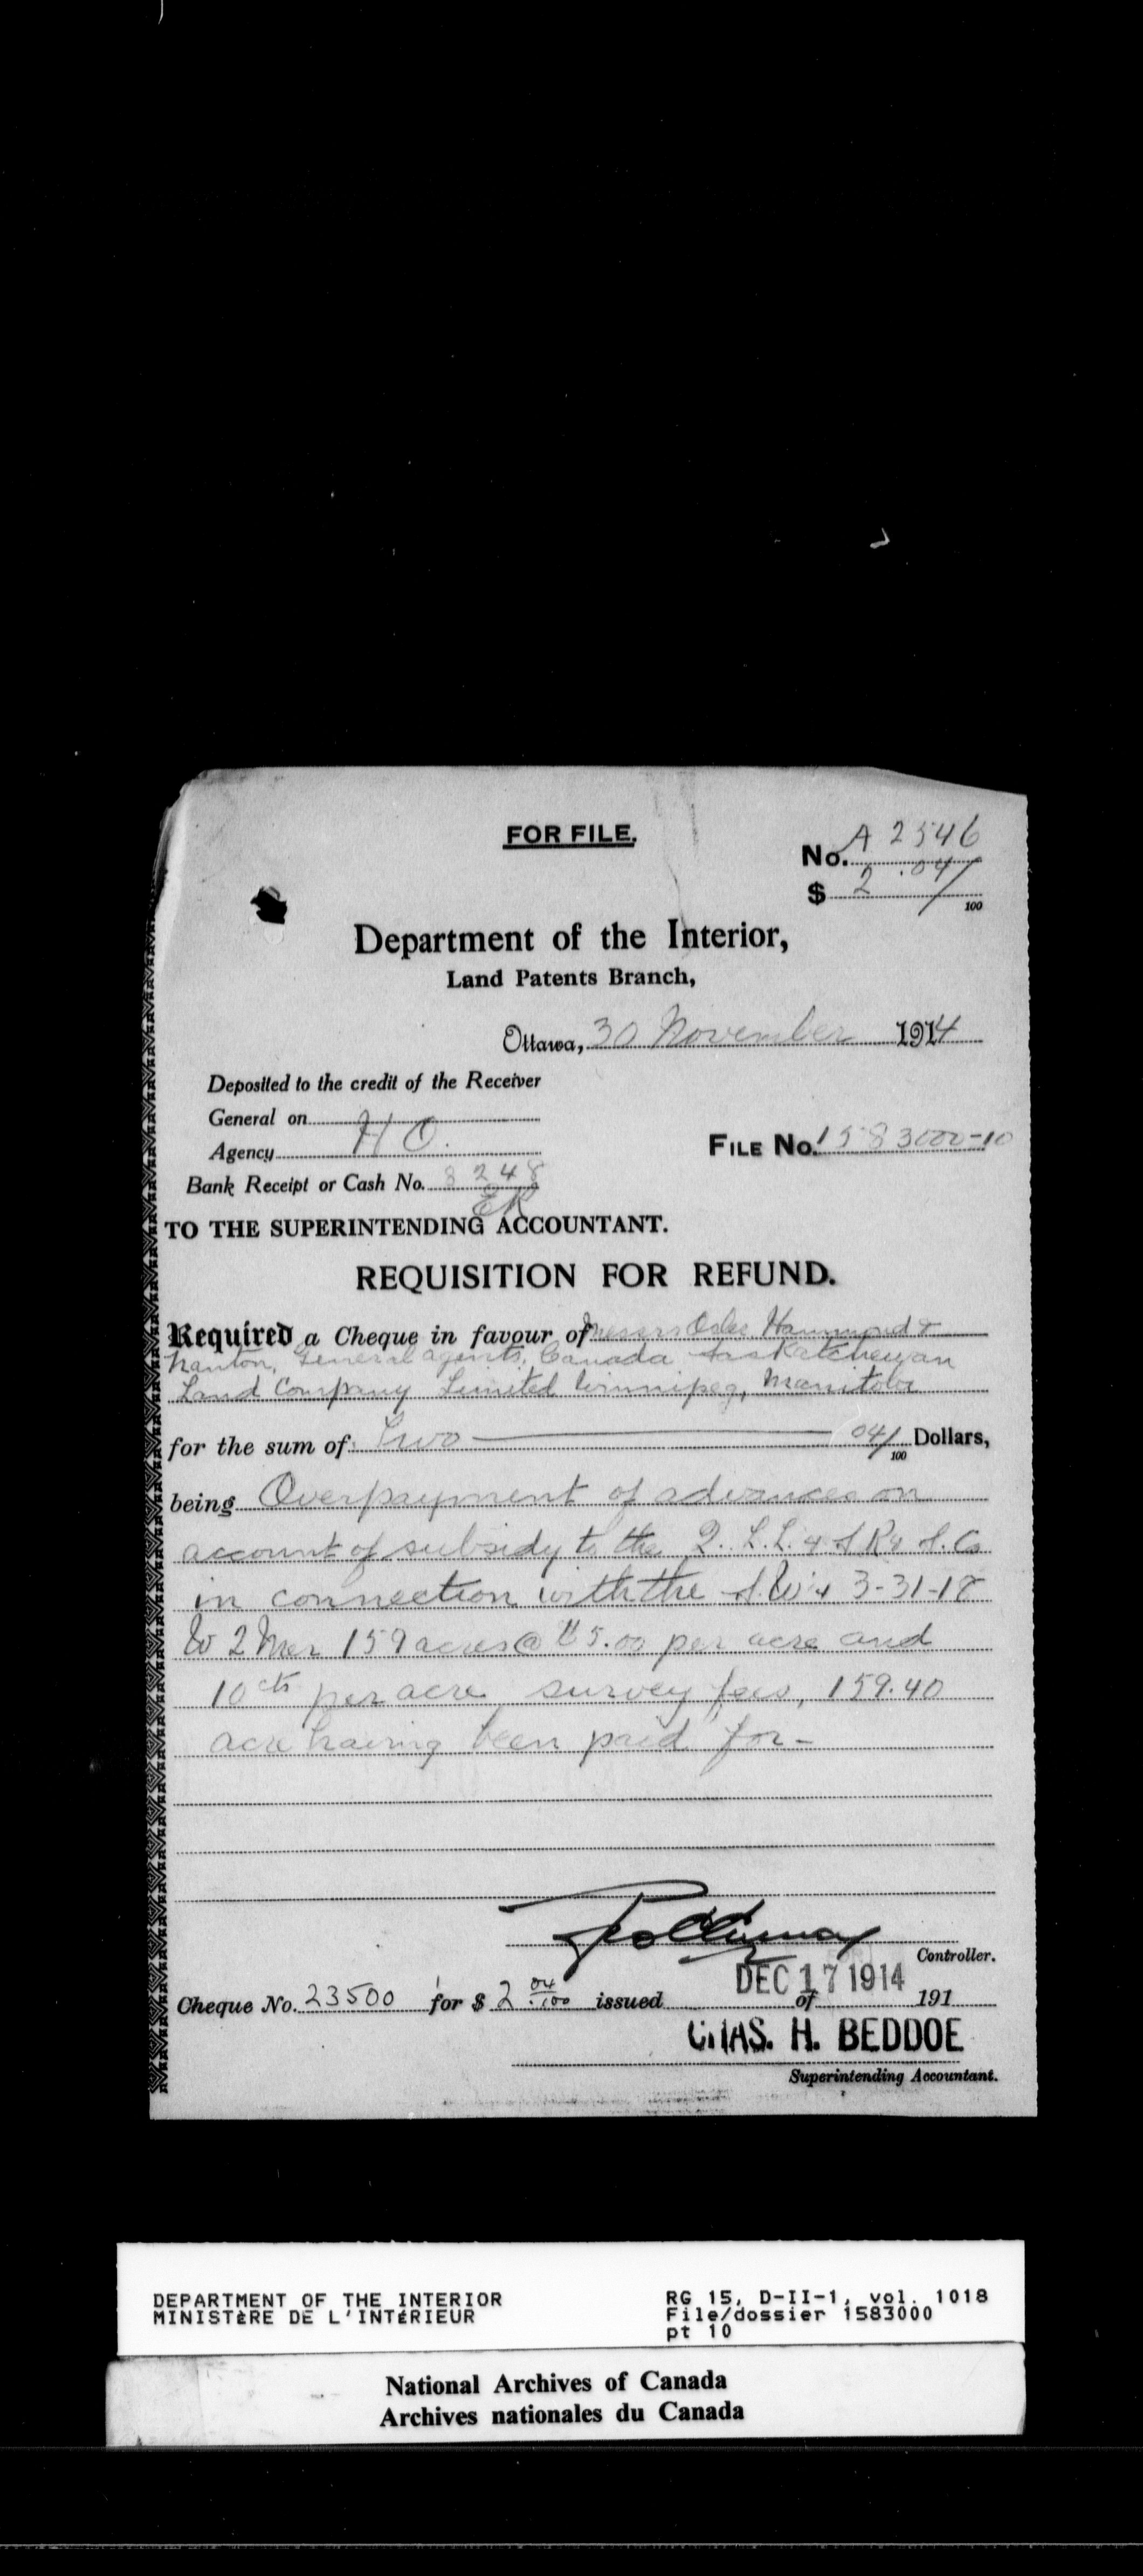 FOR FILE.
No. A 2546
$ 2 .04/100
Department of the Interior,
Land Patents Branch,
Ottawa, 30 November 1914
Deposited to the credit of the Receiver
General on
Agency H O.
File No. 1583000-10
Bank Receipt or Cash No. 8248
ER
TO THE SUPERINTENDING ACCOUNTANT.
REQUISITION FOR REFUND.
Required a Cheque in favour of Messrs Osler Hammond &
Nanton, General agents, Canada Saskatchewan
Land Company Limited Winnipeg, Manitoba
for the sum of Two 04/100 Dollars,
being Overpayment of advances on
account of subsidy to the Q. L. L. & S Ry S. Co
in connection with the S.W¼ 3-31-18
W 2 Mer 159 acres @ $5.00 per acre and
10cts per acre survey fees, 159.40
acre having been paid for-
Controller.
Cheque No. 23500 for $ 2 04/100 issued DEC 17 1914 of 191
CHAS. H. BEDDOE
Superintending Accountant.
DEPARTMENT OF THE INTERIOR
MINISTÈRE DE L'INTÉRIEUR
RG 15, D-II-1, vol. 1018
File/dossier 1583000
pt 10
National Archives of Canada
Archives nationales du Canada